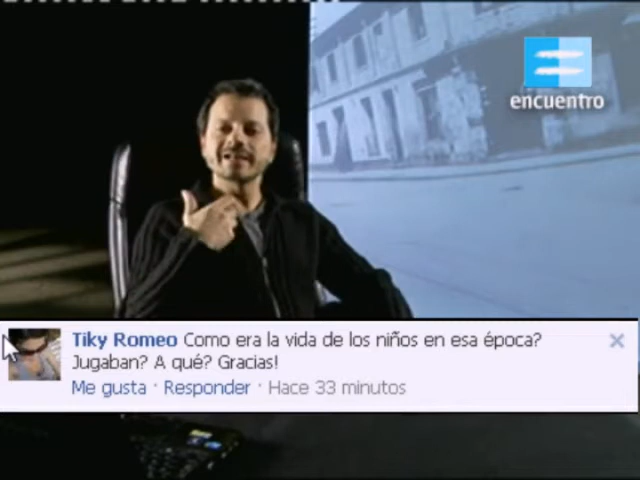 encuentro
Tiky Romeo Como era la vida de los niños en esa época?
Jugaban? A qué? Gracias!
Me gusta · Responder · Hace 33 minutos